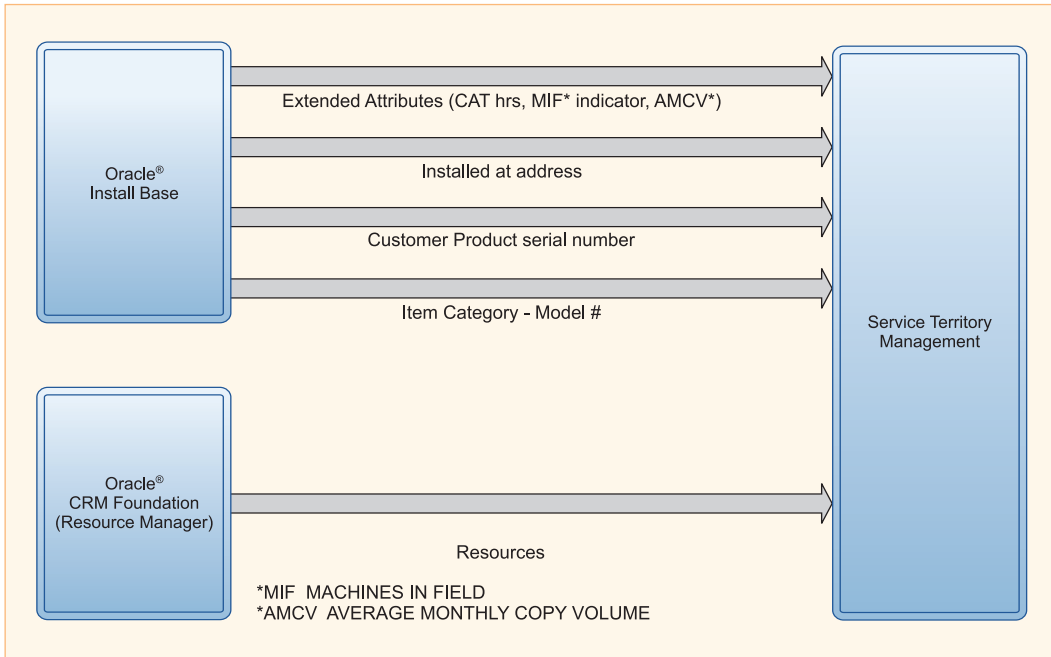 Extended Attributes (CAT hrs, MIF* indicator, AMCV*)
Oracle®
Install Base
Installed at address
Customer Product serial number
Item Category - Model #
Service Territory
Management
Oracle®
CRM Foundation
(Resource Manager)
Resources
*MIF MACHINES IN FIELD
*AMCV AVERAGE MONTHLY COPY VOLUME